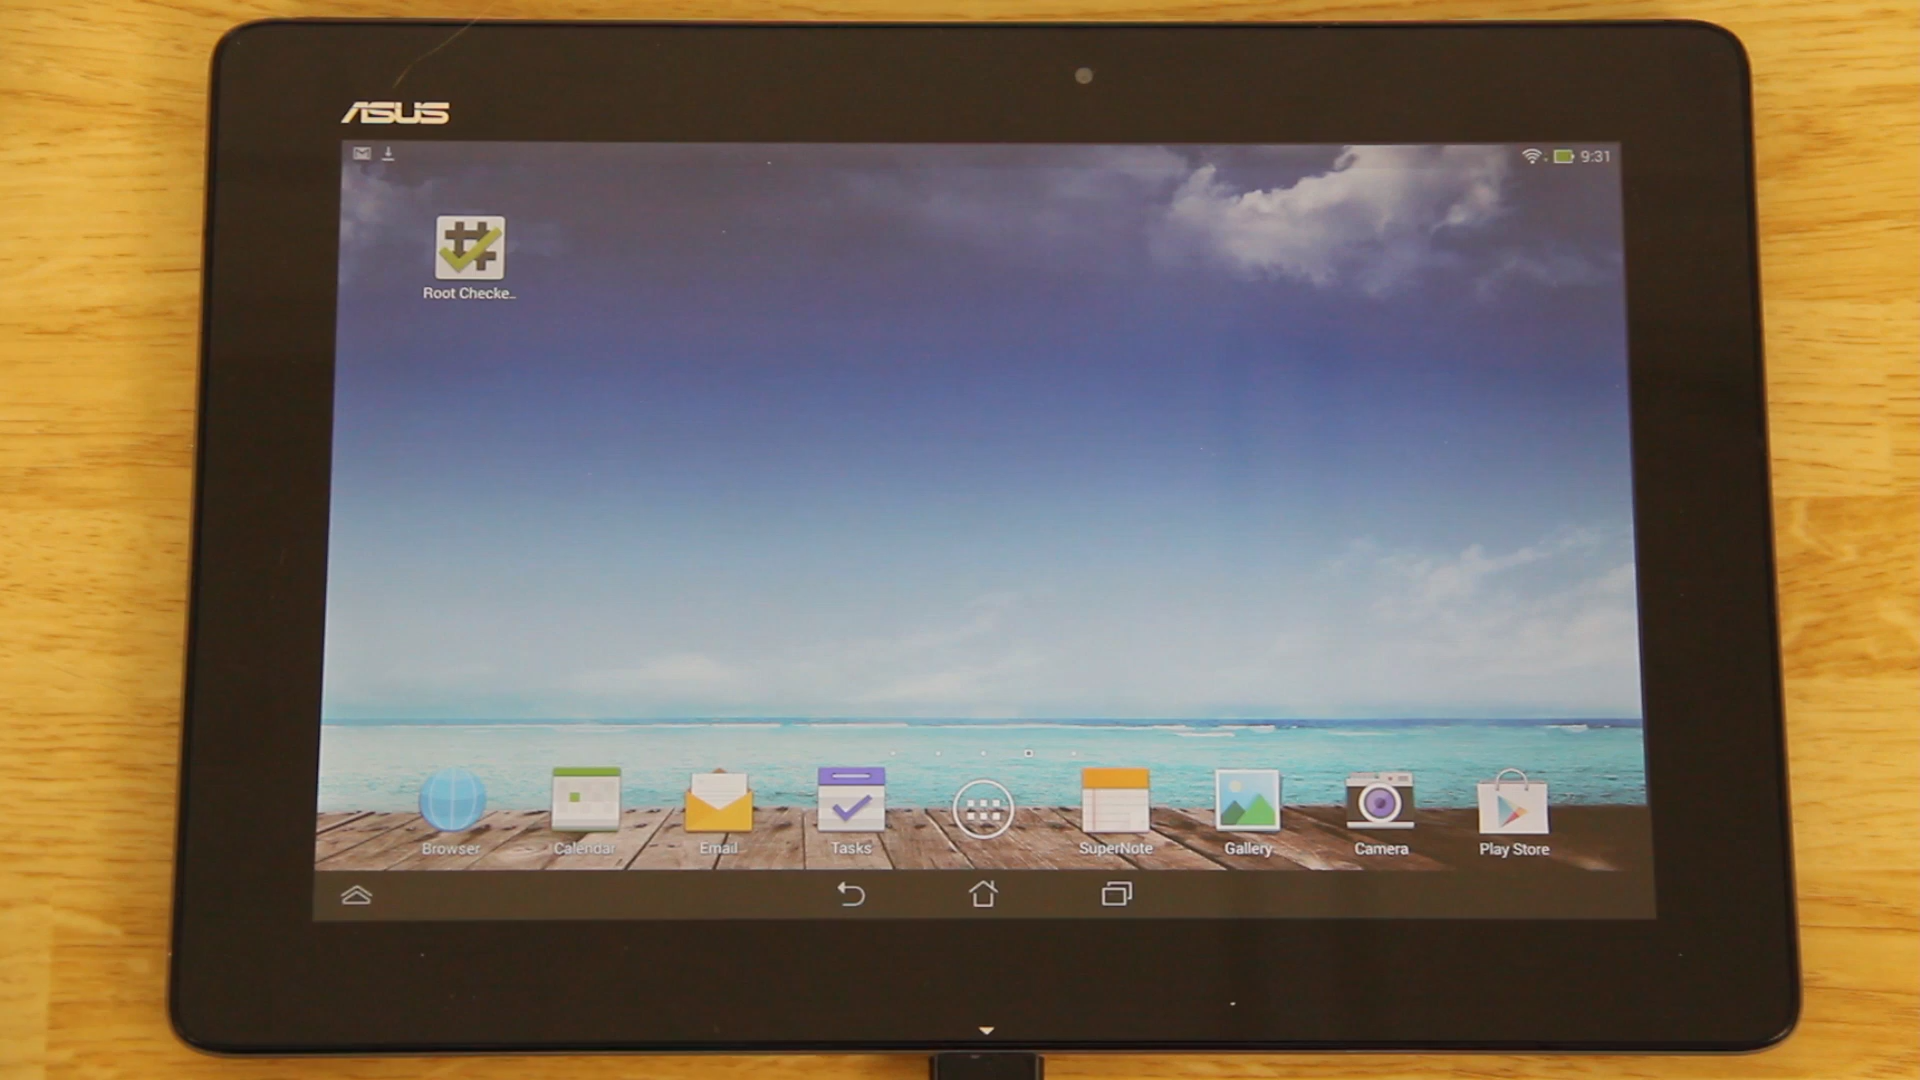 ASUS
9:31
Root Checke...
Browser
Calendar
Email
Tasks
SuperNote
Gallery
Camera
Play Store